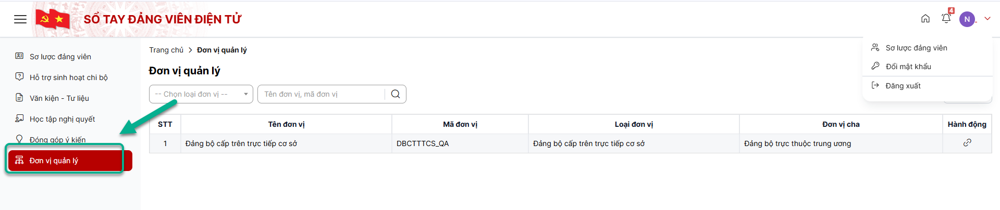 SỔ TAY ĐẢNG VIÊN ĐIỆN TỬ
4
N
Sơ lược đảng viên
Hỗ trợ sinh hoạt chi bộ
Văn kiện - Tư liệu
Học tập nghị quyết
Đóng góp ý kiến
Đơn vị quản lý
Trang chủ > Đơn vị quản lý
Đơn vị quản lý
-- Chọn loại đơn vị --
Tên đơn vị, mã đơn vị
Sơ lược đảng viên
Đổi mật khẩu
Đăng xuất
STT Tên đơn vị Mã đơn vị Loại đơn vị Đơn vị cha Hành động
1 Đảng bộ cấp trên trực tiếp cơ sở DBCTTTCS_QA Đảng bộ cấp trên trực tiếp cơ sở Đảng bộ trực thuộc trung ương